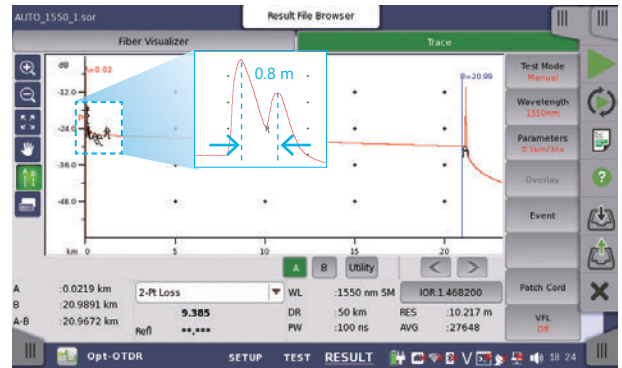 AUTO_1550_1.sor
Result File Browser
Fiber Visualizer
Trace
dB
A=0.02
0.8 m
B=20.99
-12.0
-24.0
-36.0
-48.0
km 0 5 10 15 20
Test Mode
Manual
Wavelength
1550nm
Parameters
0.5km/3ns
Overlay
Event
Patch Cord
VFL
Off
A B Utility
A :0.0219 km
B :20.9891 km
A-B :20.9672 km
2-Pt Loss
9.385
Refl **.***
WL :1550 nm SM IOR:1.468200
DR :50 km RES :10.217 m
PW :100 ns AVG :27648
Opt-OTDR SETUP TEST RESULT 18 24